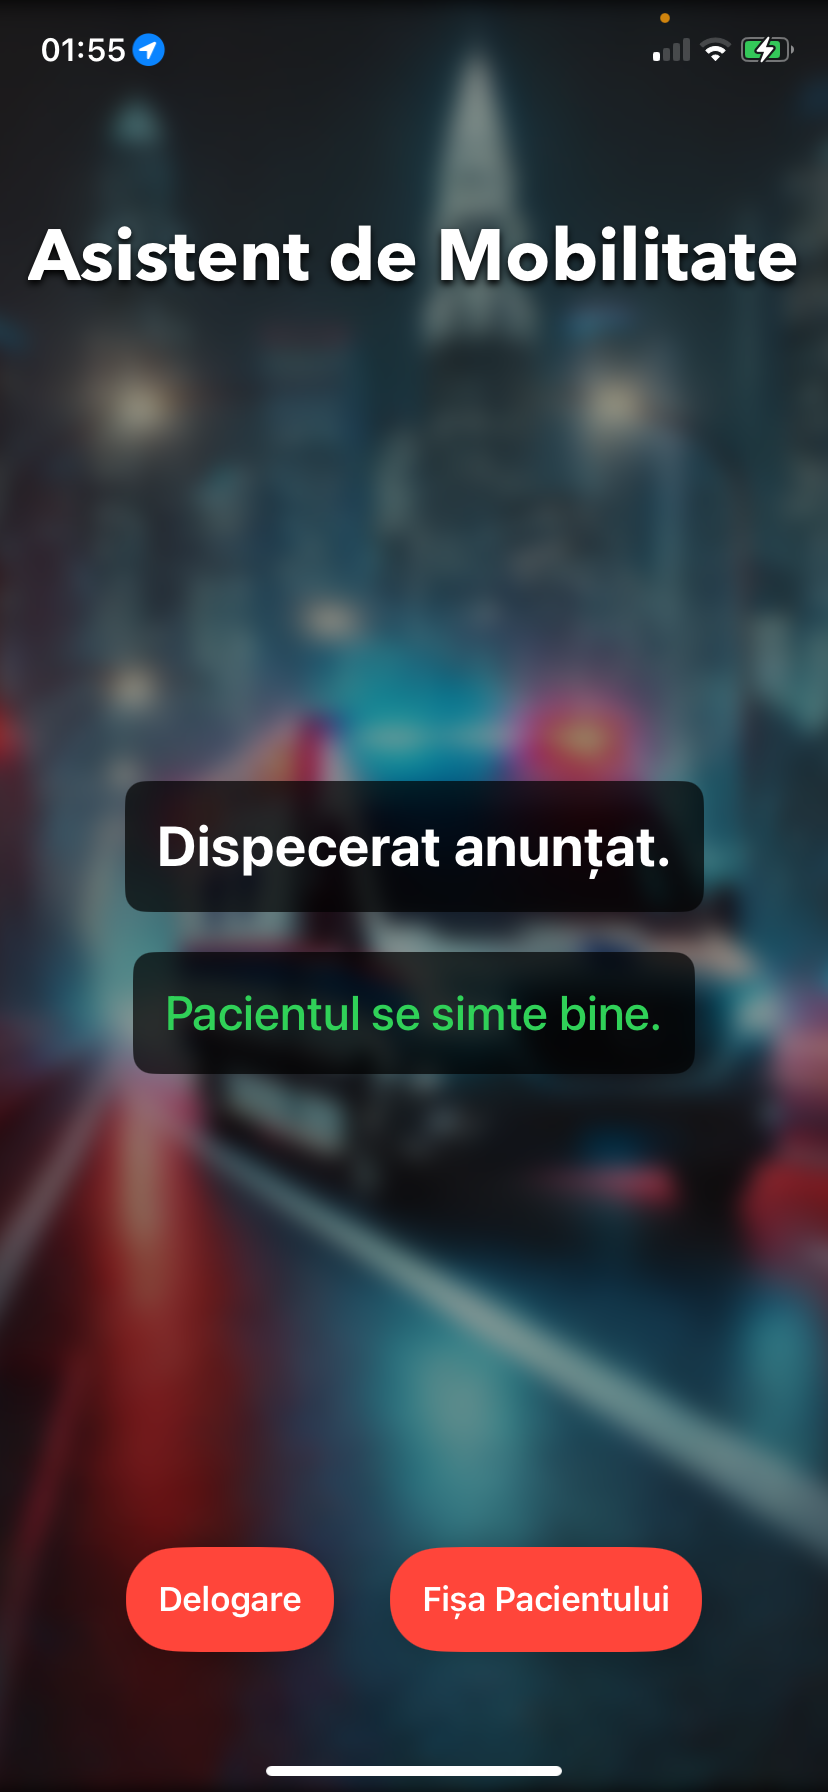 01:55
Asistent de Mobilitate
Dispecerat anunțat.
Pacientul se simte bine.
Delogare
Fișa Pacientului